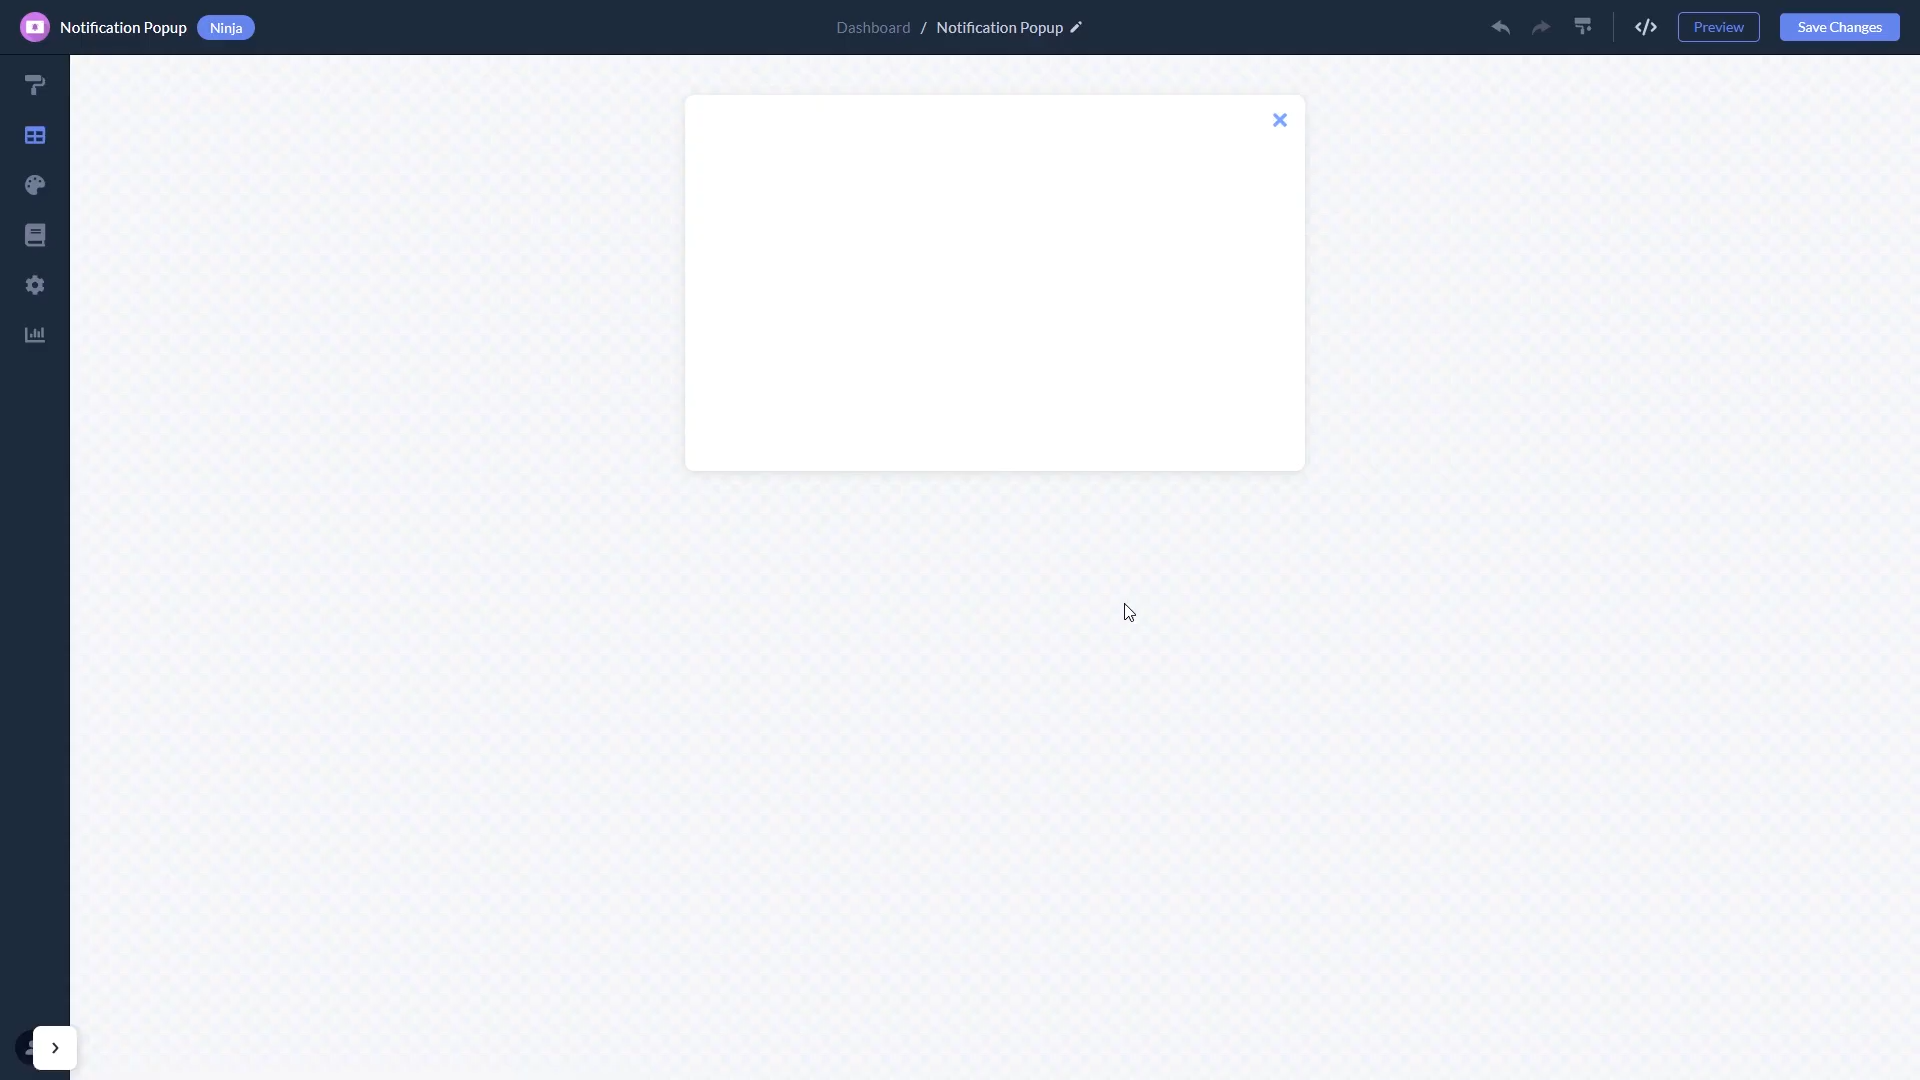 Notification Popup Ninja
Dashboard / Notification Popup
Preview
Save Changes